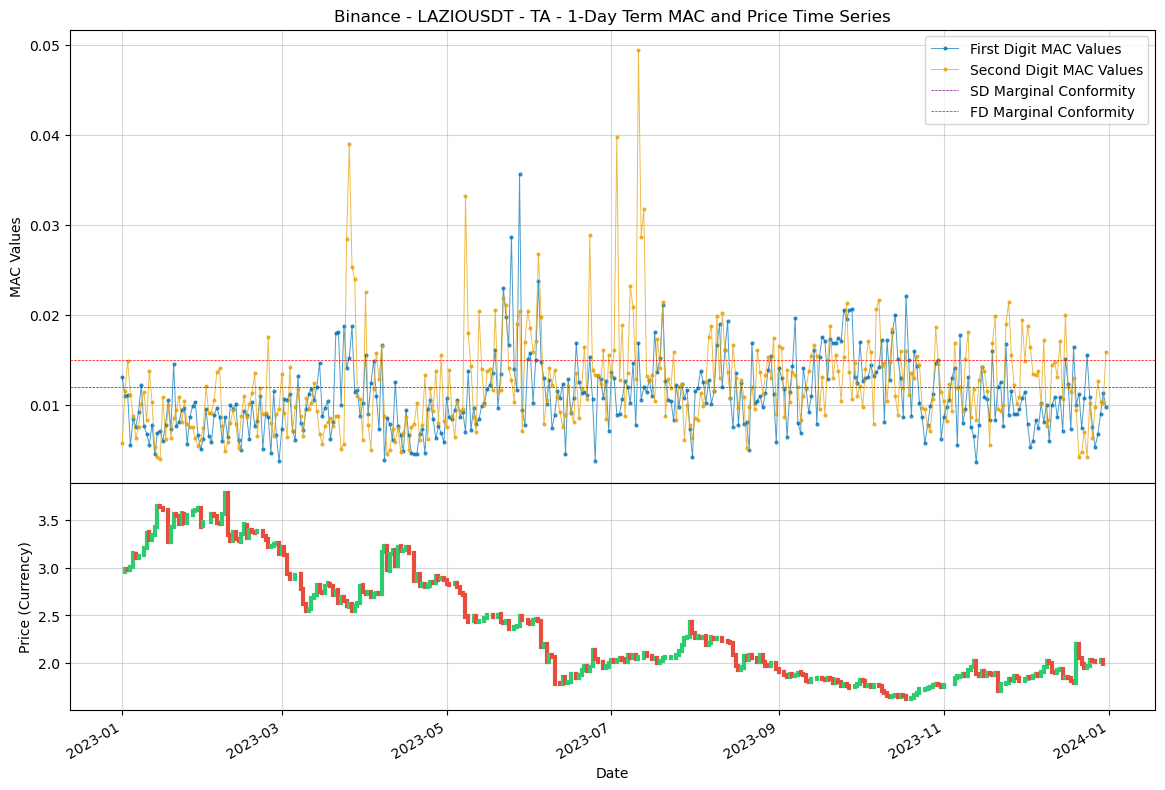 Binance - LAZIOUSDT - TA - 1-Day Term MAC and Price Time Series
First Digit MAC Values
Second Digit MAC Values
SD Marginal Conformity
FD Marginal Conformity
MAC Values
0.05
0.04
0.03
0.02
0.01
Price (Currency)
3.5
3.0
2.5
2.0
2023-01
2023-03
2023-05
2023-07
2023-09
2023-11
2024-01
Date